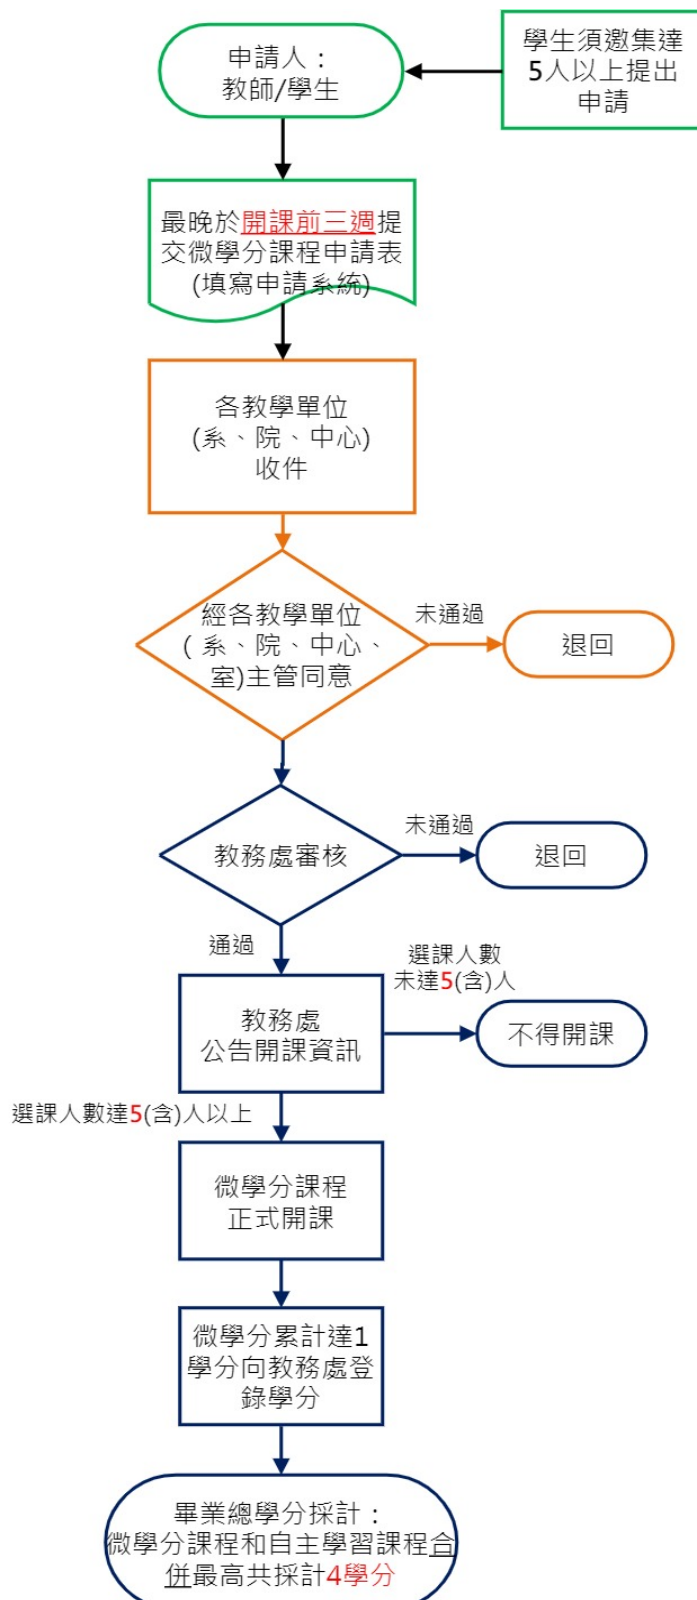 申請人：
教師/學生
學生須邀集達
5人以上提出
申請
最晚於開課前三週提
交微學分課程申請表
(填寫申請系統)
各教學單位
(系、院、中心)
收件
經各教學單位
( 系、院、中心、
室)主管同意
未通過
退回
教務處審核
未通過
退回
通過
教務處
公告開課資訊
選課人數
未達5(含)人
不得開課
選課人數達5(含)人以上
微學分課程
正式開課
微學分累計達1
學分向教務處登
錄學分
畢業總學分採計：
微學分課程和自主學習課程合
併最高共採計4學分